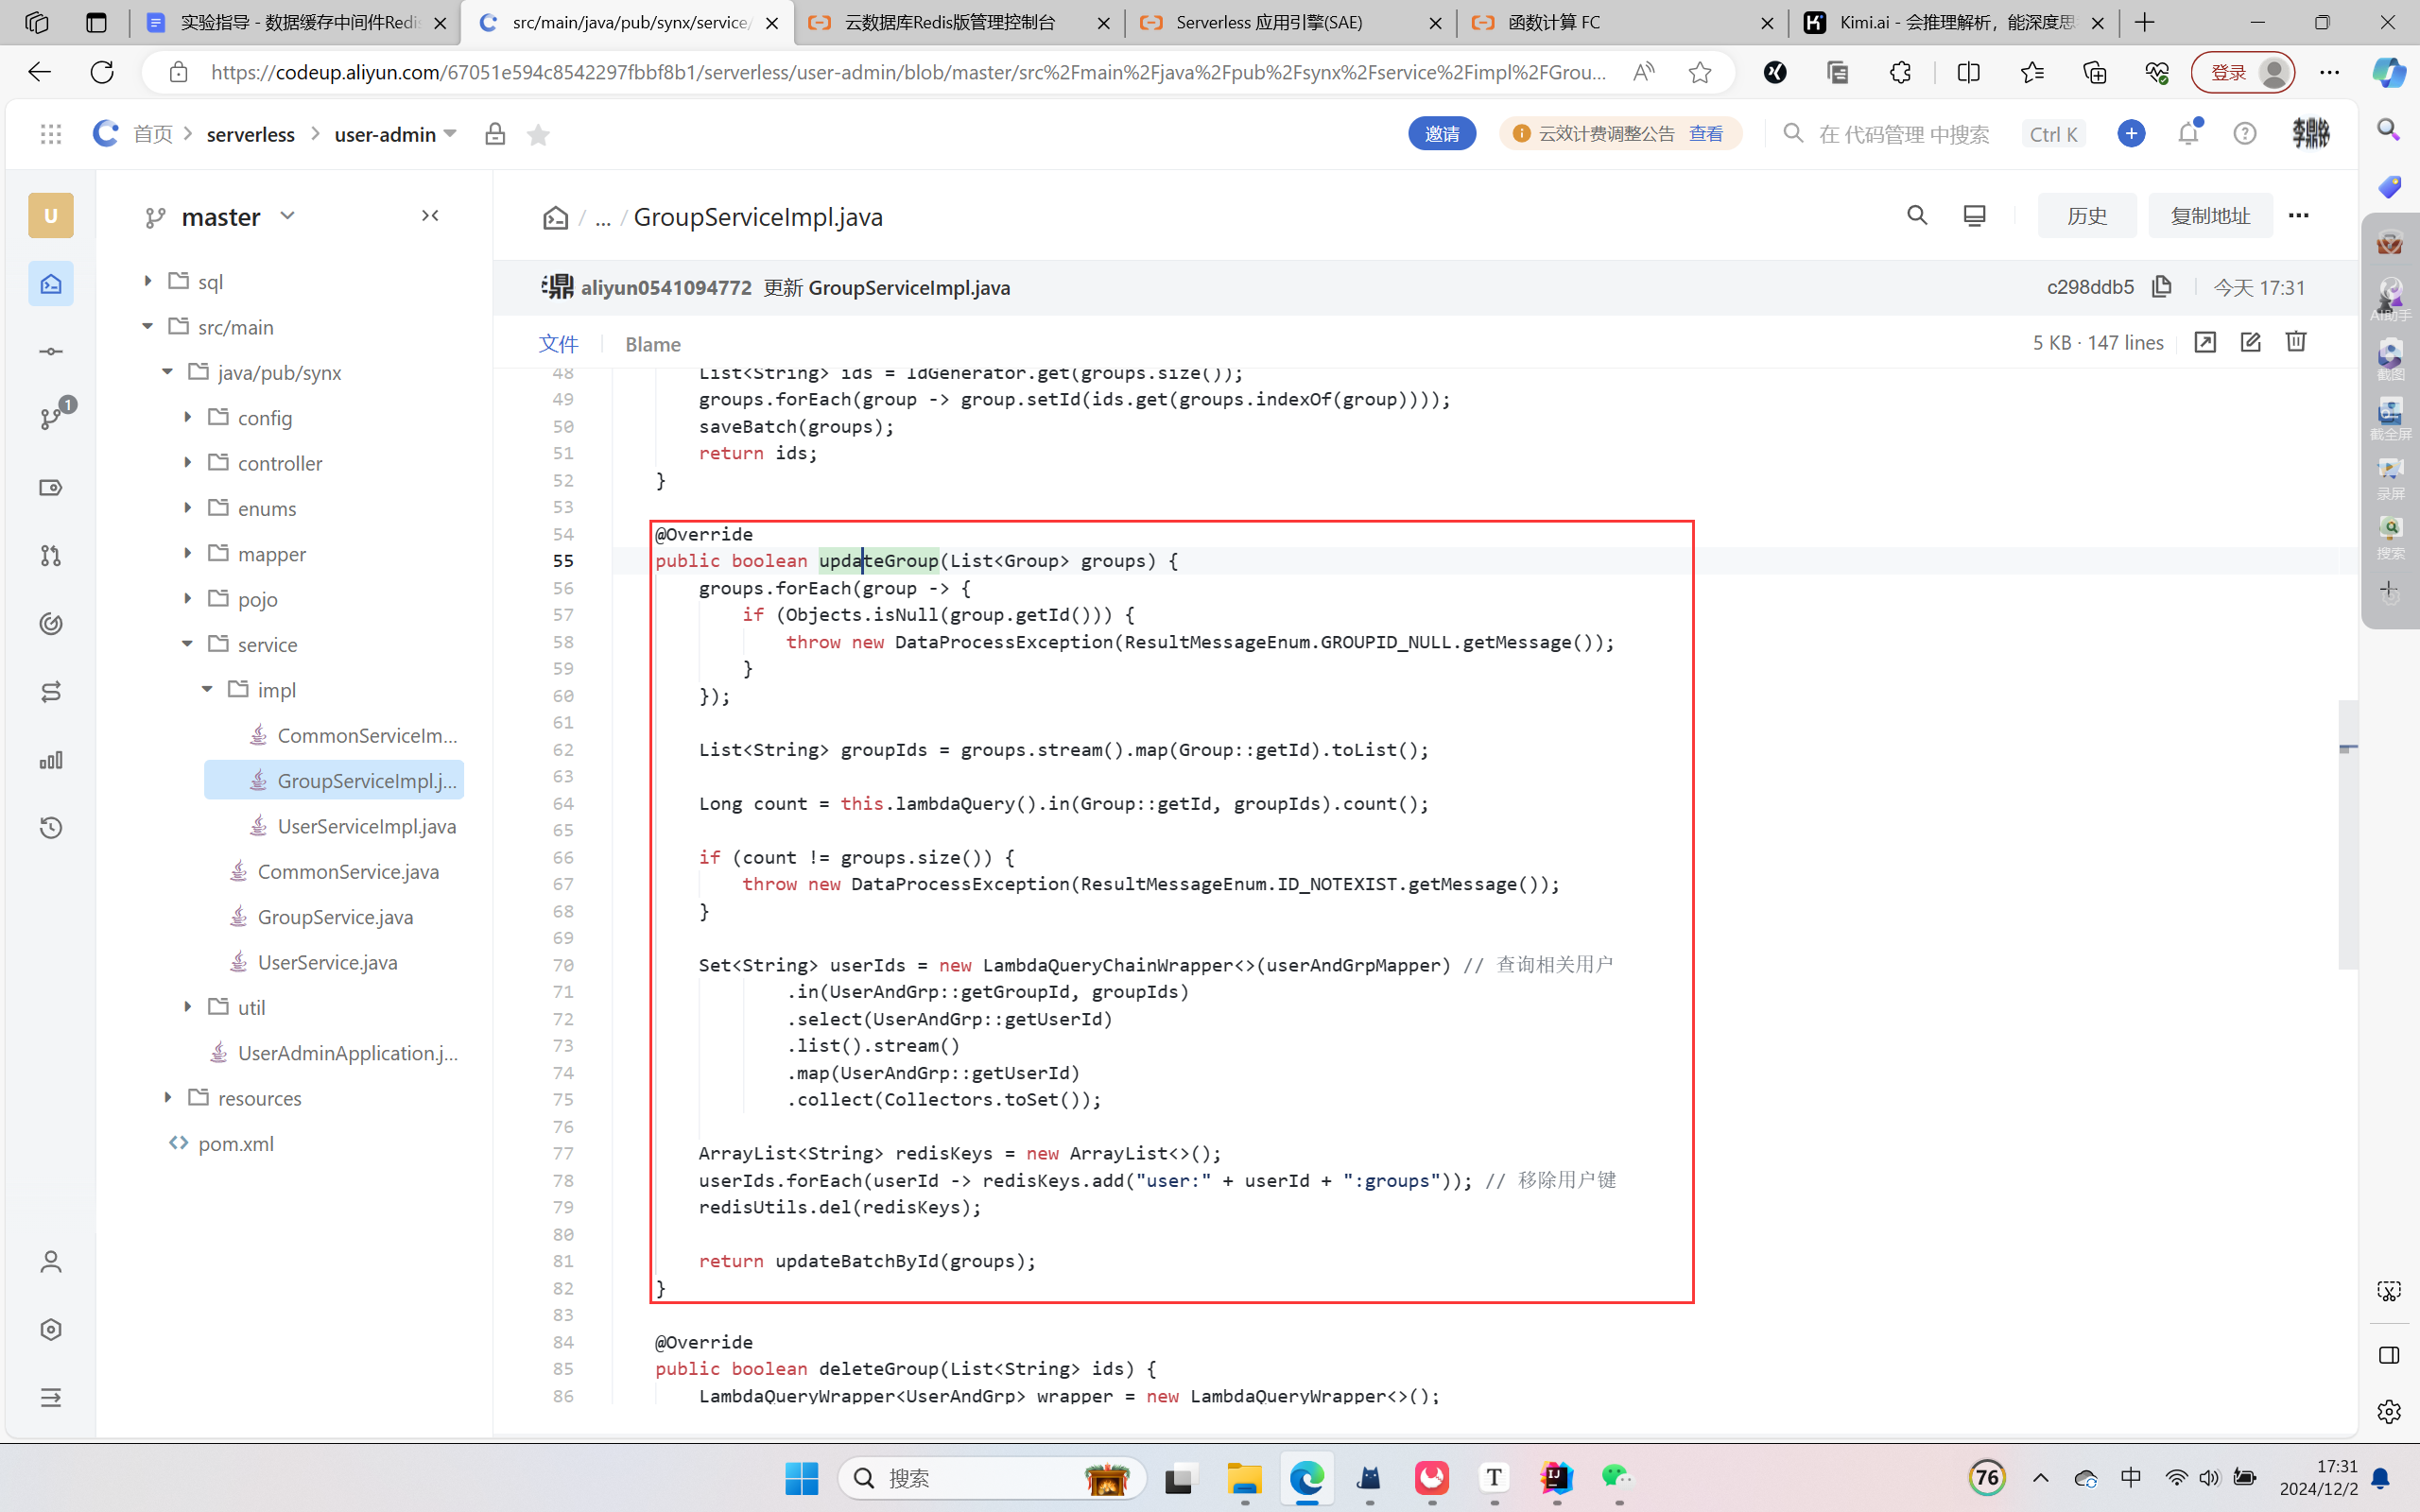 实验指导 - 数据缓存中间件Redis
src/main/java/pub/synx/service/
云数据库Redis版管理控制台
Serverless 应用引擎(SAE)
函数计算 FC
Kimi.ai - 会推理解析，能深度思
https://codeup.aliyun.com/67051e594c8542297fbbf8b1/serverless/user-admin/blob/master/src%2Fmain%2Fjava%2Fpub%2Fsynx%2Fservice%2Fimpl%2FGrou...
登录
首页 > serverless > user-admin
邀请
云效计费调整公告 查看
在 代码管理 中搜索
Ctrl K
李鼎铭
U
1
master
sql
src/main
java/pub/synx
config
controller
enums
mapper
pojo
service
impl
CommonServiceIm...
GroupServiceImpl.j...
UserServiceImpl.java
CommonService.java
GroupService.java
UserService.java
util
UserAdminApplication.j...
resources
pom.xml
/ ... / GroupServiceImpl.java
历史
复制地址
aliyun0541094772 更新 GroupServiceImpl.java
c298ddb5
今天 17:31
文件
Blame
5 KB · 147 lines
48 List<String> ids = IdGenerator.get(groups.size());
49 groups.forEach(group -> group.setId(ids.get(groups.indexOf(group))));
50 saveBatch(groups);
51 return ids;
52 }
53
54 @Override
55 public boolean updateGroup(List<Group> groups) {
56 groups.forEach(group -> {
57 if (Objects.isNull(group.getId())) {
58 throw new DataProcessException(ResultMessageEnum.GROUPID_NULL.getMessage());
59 }
60 });
61
62 List<String> groupIds = groups.stream().map(Group::getId).toList();
63
64 Long count = this.lambdaQuery().in(Group::getId, groupIds).count();
65
66 if (count != groups.size()) {
67 throw new DataProcessException(ResultMessageEnum.ID_NOTEXIST.getMessage());
68 }
69
70 Set<String> userIds = new LambdaQueryChainWrapper<>(userAndGrpMapper) // 查询相关用户
71 .in(UserAndGrp::getGroupId, groupIds)
72 .select(UserAndGrp::getUserId)
73 .list().stream()
74 .map(UserAndGrp::getUserId)
75 .collect(Collectors.toSet());
76
77 ArrayList<String> redisKeys = new ArrayList<>();
78 userIds.forEach(userId -> redisKeys.add("user:" + userId + ":groups")); // 移除用户键
79 redisUtils.del(redisKeys);
80
81 return updateBatchById(groups);
82 }
83
84 @Override
85 public boolean deleteGroup(List<String> ids) {
86 LambdaQueryWrapper<UserAndGrp> wrapper = new LambdaQueryWrapper<>();
AI助手
截图
截全屏
录屏
搜索
搜索
76
中
17:31
2024/12/2